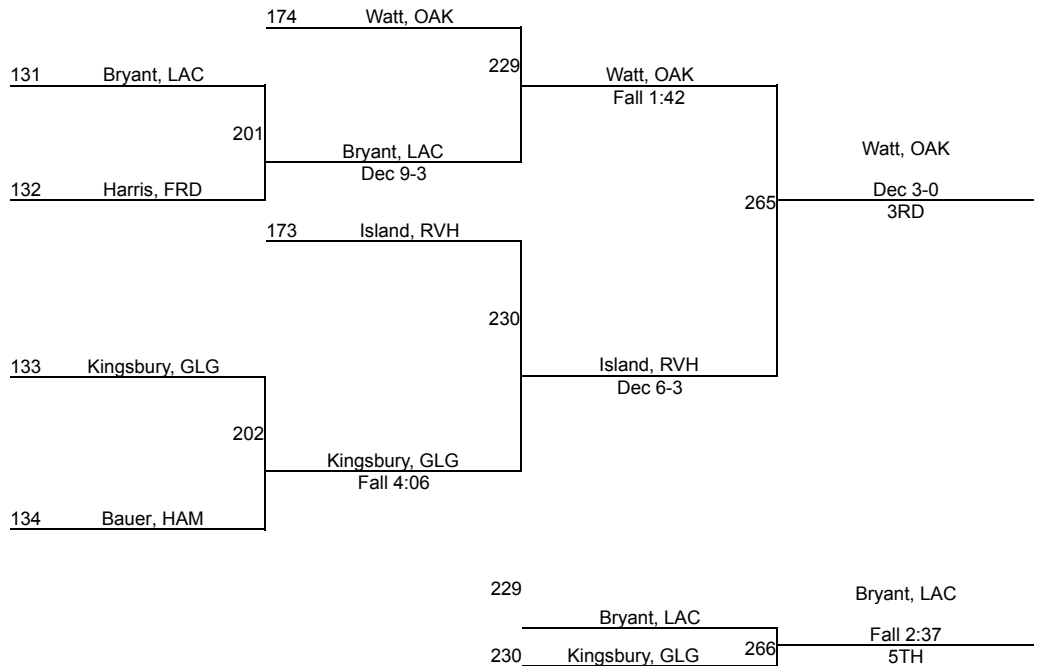 174 Watt, OAK
229
131 Bryant, LAC
Watt, OAK
Fall 1:42
201
Bryant, LAC
Dec 9-3
Watt, OAK
132 Harris, FRD
Dec 3-0
265
3RD
173 Island, RVH
230
133 Kingsbury, GLG
Island, RVH
Dec 6-3
202
Kingsbury, GLG
Fall 4:06
134 Bauer, HAM
229
Bryant, LAC
Bryant, LAC
Fall 2:37
266
230 Kingsbury, GLG
5TH